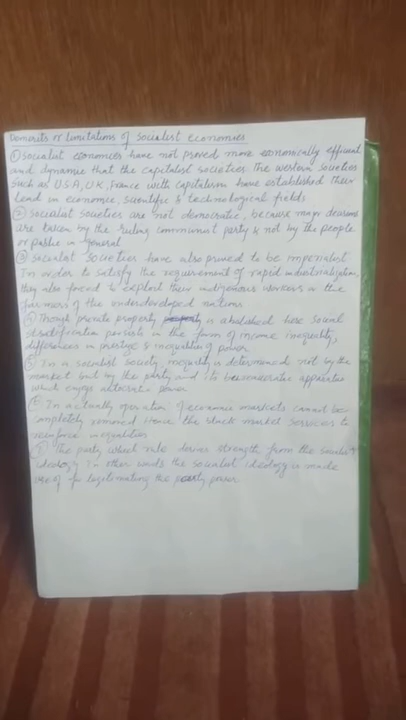 Demerits or limitations of Socialist economies
① Socialist economies have not proved more economically efficient
and dynamic that the capitalist societies. The western societies
such as U.S.A, U.K, France with capitalism have established their
lead in economic, scientific & technological fields
② Socialist societies are not democratic, because major decisions
are taken by the ruling communist party & not by the people
or public in general
③ Socialist Societies have also proved to be imperialist
In order to satisfy the requirement of rapid industrialization,
they also forced to exploit their indigenous workers in the
farmers of the underdeveloped nations
④ Though private property is abolished here social
stratification persists in the form of income inequality,
differences in prestige & inequalities of power
⑤ In a socialist society inequality is determined not by the
market but by the party and its bureaucratic apparatus
which enjoys autocratic power
In actually operation of economic markets cannot be
completely removed Hence the black market services to
reinforce inequalities
The party which rule draws strength from the socialist
ideology In other words the socialist ideology is made
use of for legitimating the party power